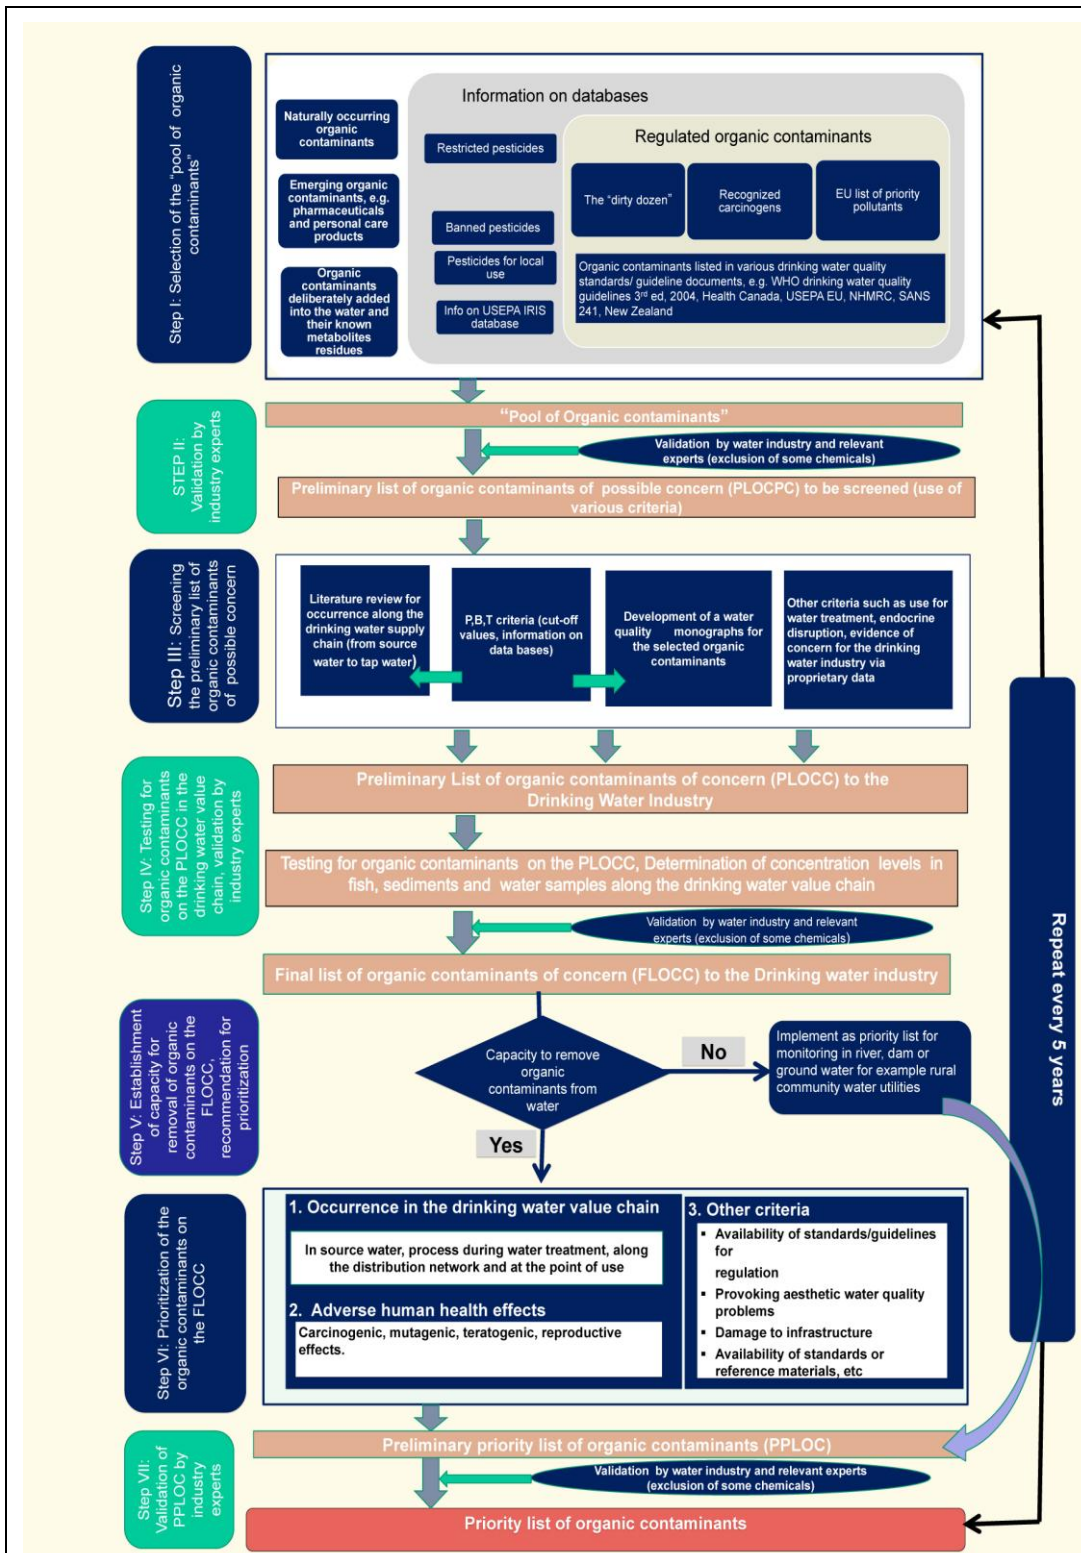 Step I: Selection of the “pool of organic
contaminants”
Information on databases
Naturally occurring
organic
contaminants
Emerging organic
contaminants, e.g.
pharmaceuticals
and personal care
products
Organic
contaminants
deliberately added
into the water and
their known
metabolites
residues
Restricted pesticides
Banned pesticides
Pesticides for local
use
Info on USEPA IRIS
database
Regulated organic contaminants
The “dirty dozen”
Recognized
carcinogens
EU list of priority
pollutants
Organic contaminants listed in various drinking water quality
standards/ guideline documents, e.g. WHO drinking water quality
guidelines 3rd ed, 2004, Health Canada, USEPA EU, NHMRC, SANS
241, New Zealand
STEP II:
Validation by
industry experts
“Pool of Organic contaminants”
Validation by water industry and relevant
experts (exclusion of some chemicals)
Preliminary list of organic contaminants of possible concern (PLOCPC) to be screened (use of
various criteria)
Step III: Screening
the preliminary list of
organic contaminants
of possible concern
Literature review for
occurrence along the
drinking water supply
chain (from source
water to tap water)
P,B,T criteria (cut-off
values, information on
data bases)
Development of a water
quality monographs for
the selected organic
contaminants
Other criteria such as use for
water treatment, endocrine
disruption, evidence of
concern for the drinking
water industry via
proprietary data
Step IV: Testing for
organic contaminants
on the PLOCC in the
drinking water value
chain, validation by
industry experts
Preliminary List of organic contaminants of concern (PLOCC) to the
Drinking Water Industry
Testing for organic contaminants on the PLOCC, Determination of concentration levels in
fish, sediments and water samples along the drinking water value chain
Validation by water industry and relevant
experts (exclusion of some chemicals)
Final list of organic contaminants of concern (FLOCC) to the Drinking water industry
Step V: Establishment
of capacity for
removal of organic
contaminants on the
FLOCC,
recommendation for
prioritization
Capacity to remove
organic
contaminants from
water
No
Implement as priority list for
monitoring in river, dam or
ground water for example rural
community water utilities
Yes
Repeat every 5 years
Step VI: Prioritization of the
organic contaminants on
the FLOCC
1. Occurrence in the drinking water value chain
In source water, process during water treatment, along
the distribution network and at the point of use
2. Adverse human health effects
Carcinogenic, mutagenic, teratogenic, reproductive
effects.
3. Other criteria
▪ Availability of standards/guidelines
for
regulation
▪ Provoking aesthetic water quality
problems
▪ Damage to infrastructure
▪ Availability of standards or
reference materials, etc
Step VII:
Validation of
PPLOC by
industry
experts
Preliminary priority list of organic contaminants (PPLOC)
Validation by water industry and relevant experts
(exclusion of some chemicals)
Priority list of organic contaminants